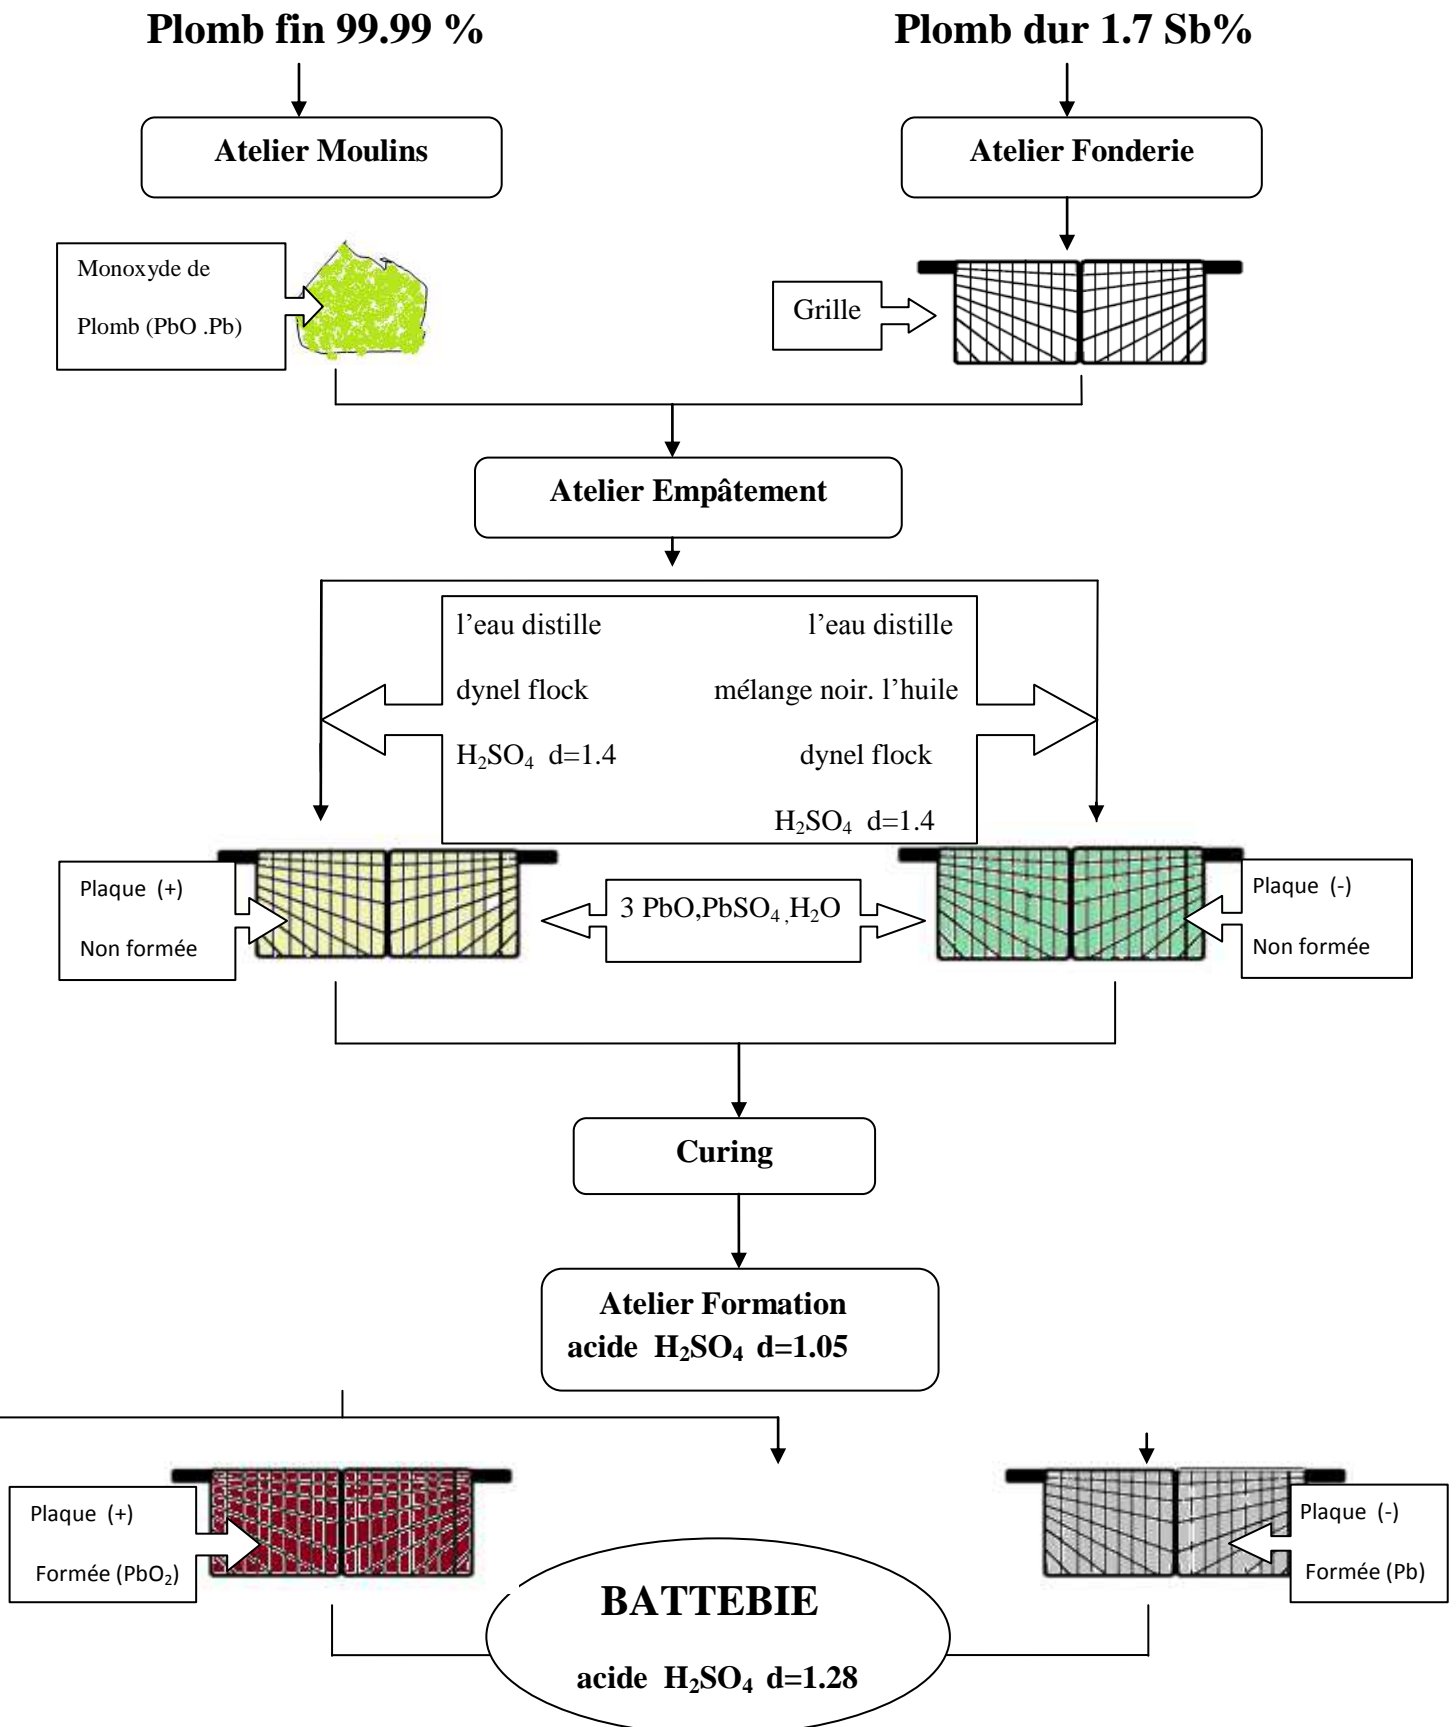 Plomb fin 99.99 %
Plomb dur 1.7 Sb%
Atelier Moulins
Atelier Fonderie
Monoxyde de
Plomb (PbO .Pb)
Grille
Atelier Empâtement
l’eau distille
dynel flock
H₂SO₄ d=1.4
l’eau distille
mélange noir. l’huile
dynel flock
H₂SO₄ d=1.4
Plaque (+)
Non formée
3 PbO,PbSO₄,H₂O
Plaque (-)
Non formée
Curing
Atelier Formation
acide H₂SO₄ d=1.05
Plaque (+)
Formée (PbO₂)
Plaque (-)
Formée (Pb)
BATTEBIE
acide H₂SO₄ d=1.28